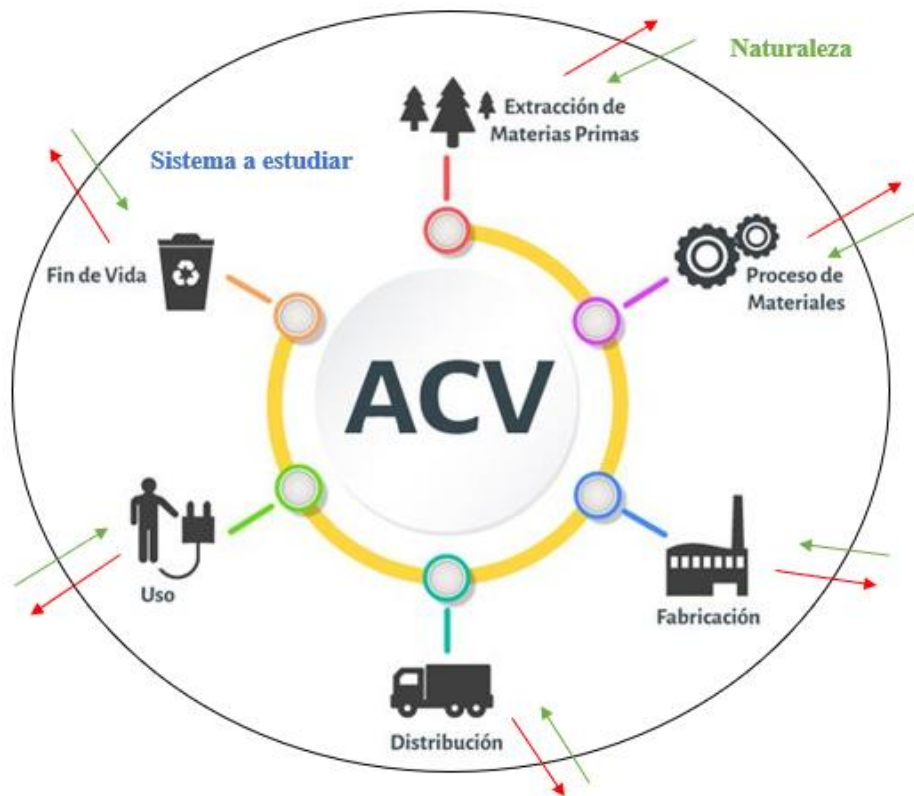 Naturaleza
Extracción de
Materias Primas
Sistema a estudiar
Proceso de
Materiales
Fin de Vida
ACV
Uso
Fabricación
Distribución